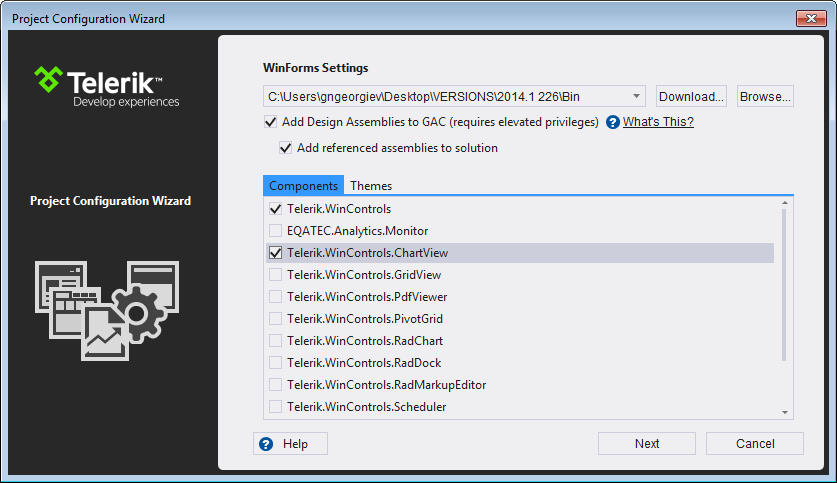 Project Configuration Wizard
Telerik™
Develop experiences
Project Configuration Wizard
WinForms Settings
C:\Users\gngeorgiev\Desktop\VERSIONS\2014.1 226\Bin Download... Browse...
Add Design Assemblies to GAC (requires elevated privileges) ? What's This?
Add referenced assemblies to solution
Components Themes
Telerik.WinControls
EQATEC.Analytics.Monitor
Telerik.WinControls.ChartView
Telerik.WinControls.GridView
Telerik.WinControls.PdfViewer
Telerik.WinControls.PivotGrid
Telerik.WinControls.RadChart
Telerik.WinControls.RadDock
Telerik.WinControls.RadMarkupEditor
Telerik.WinControls.Scheduler
? Help Next Cancel